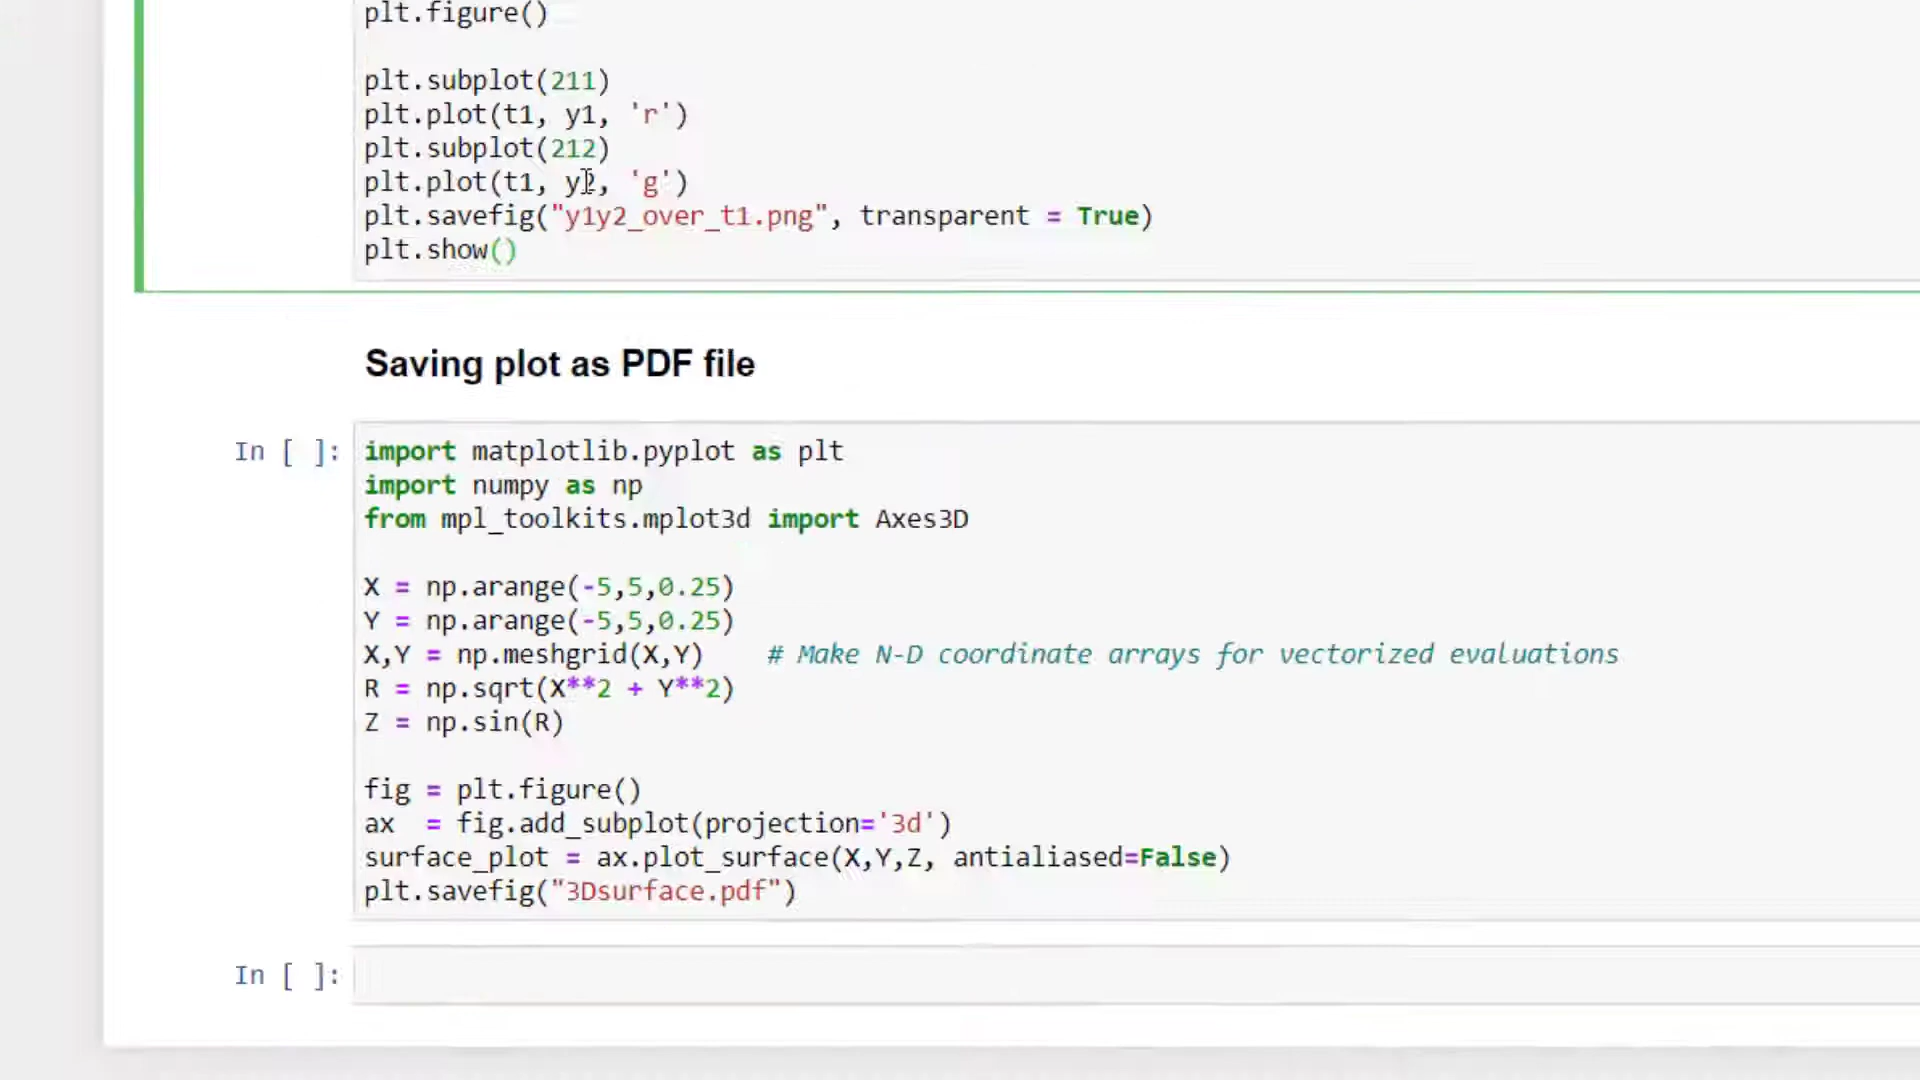 plt.figure()
plt.subplot(211)
plt.plot(t1, y1, 'r')
plt.subplot(212)
plt.plot(t1, y2, 'g')
plt.savefig("y1y2_over_t1.png", transparent = True)
plt.show()
Saving plot as PDF file
In [ ]: import matplotlib.pyplot as plt
import numpy as np
from mpl_toolkits.mplot3d import Axes3D
X = np.arange(-5,5,0.25)
Y = np.arange(-5,5,0.25)
X,Y = np.meshgrid(X,Y)    # Make N-D coordinate arrays for vectorized evaluations
R = np.sqrt(X**2 + Y**2)
Z = np.sin(R)
fig = plt.figure()
ax  = fig.add_subplot(projection='3d')
surface_plot = ax.plot_surface(X,Y,Z, antialiased=False)
plt.savefig("3Dsurface.pdf")
In [ ]: